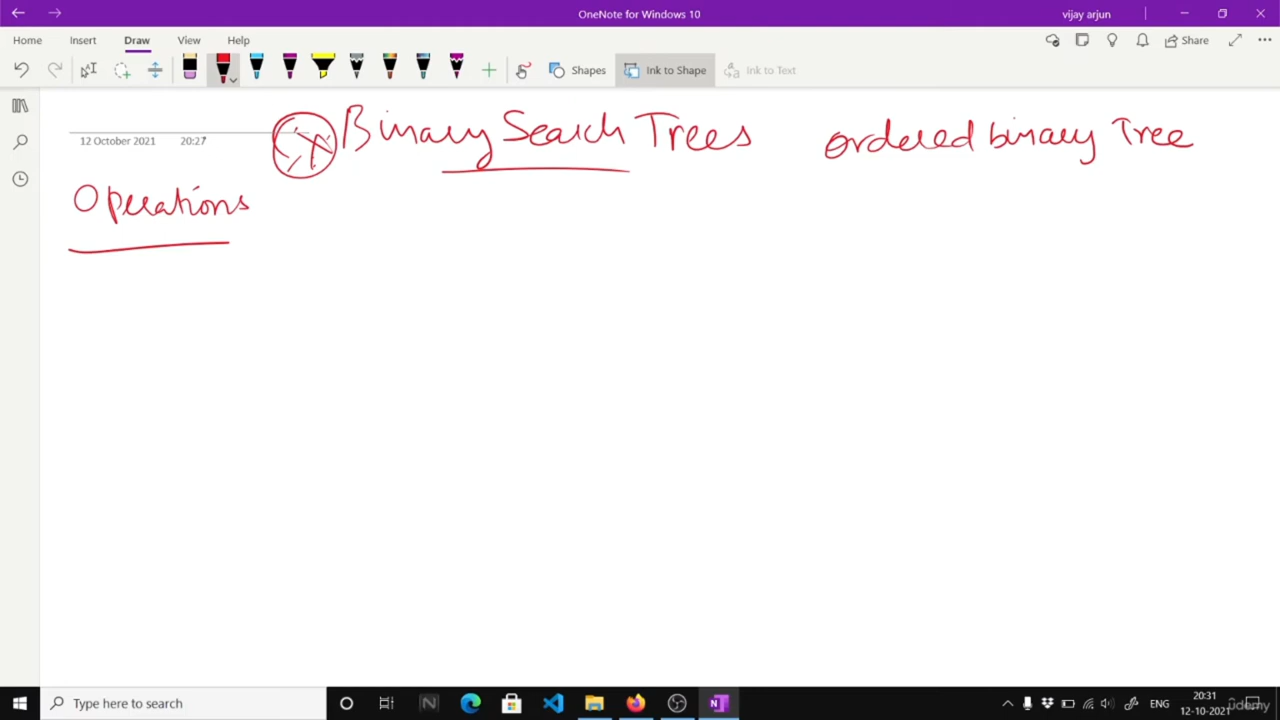 OneNote for Windows 10
vijay arjun
Home Insert Draw View Help
Share
Shapes Ink to Shape Ink to Text
Binary Search Trees ordered binary Tree
12 October 2021 20:27
Operations
Type here to search
ENG
20:31
12-10-2021
udemy